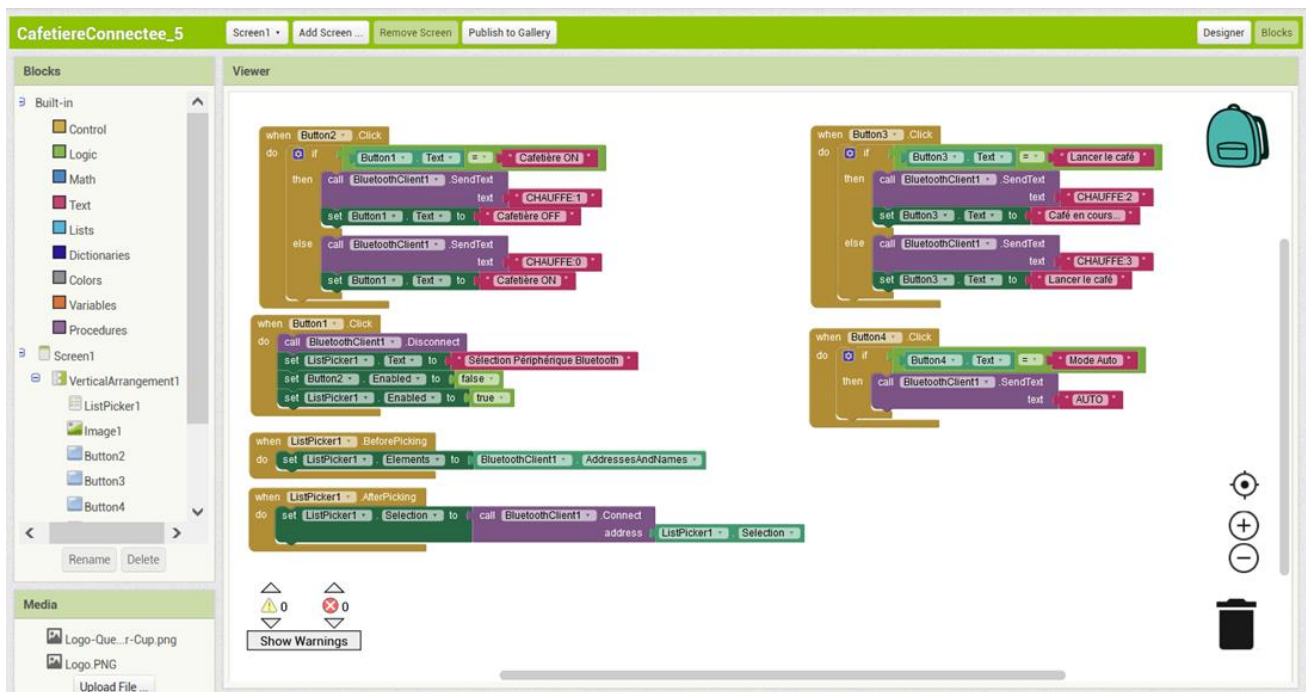 CafetiereConnectee_5
Screen1 Add Screen ... Remove Screen Publish to Gallery
Designer Blocks
Blocks
Built-in
Control
Logic
Math
Text
Lists
Dictionaries
Colors
Variables
Procedures
Screen1
VerticalArrangement1
ListPicker1
Image1
Button2
Button3
Button4
Rename Delete
Media
Logo-Que...r-Cup.png
Logo.PNG
Upload File ...
Viewer
when Button2 .Click
do if Button1 . Text = " Cafetière ON "
then call BluetoothClient1 .SendText
text " CHAUFFE:1 "
set Button1 . Text to " Cafetière OFF "
else call BluetoothClient1 .SendText
text " CHAUFFE:0 "
set Button1 . Text to " Cafetière ON "
when Button1 .Click
do call BluetoothClient1 .Disconnect
set ListPicker1 . Text to " Sélection Périphérique Bluetooth "
set Button2 . Enabled to false
set ListPicker1 . Enabled to true
when ListPicker1 .BeforePicking
do set ListPicker1 . Elements to BluetoothClient1 . AddressesAndNames
when ListPicker1 .AfterPicking
do set ListPicker1 . Selection to call BluetoothClient1 .Connect
address ListPicker1 . Selection
when Button3 .Click
do if Button3 . Text = " Lancer le café "
then call BluetoothClient1 .SendText
text " CHAUFFE:2 "
set Button3 . Text to " Café en cours... "
else call BluetoothClient1 .SendText
text " CHAUFFE:3 "
set Button3 . Text to " Lancer le café "
when Button4 .Click
do if Button4 . Text = " Mode Auto "
then call BluetoothClient1 .SendText
text " AUTO "
0 0
Show Warnings